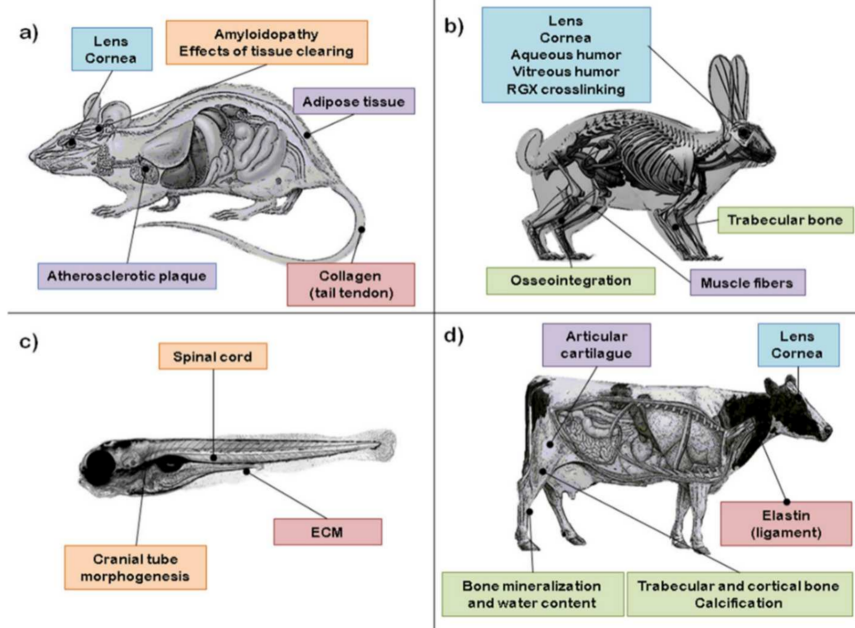 a)
Lens
Cornea
Amyloidopathy
Effects of tissue clearing
Adipose tissue
Atherosclerotic plaque
Collagen
(tail tendon)
b)
Lens
Cornea
Aqueous humor
Vitreous humor
RGX crosslinking
Trabecular bone
Osseointegration
Muscle fibers
c)
Spinal cord
ECM
Cranial tube
morphogenesis
d)
Articular
cartilague
Lens
Cornea
Elastin
(ligament)
Bone mineralization
and water content
Trabecular and cortical bone
Calcification